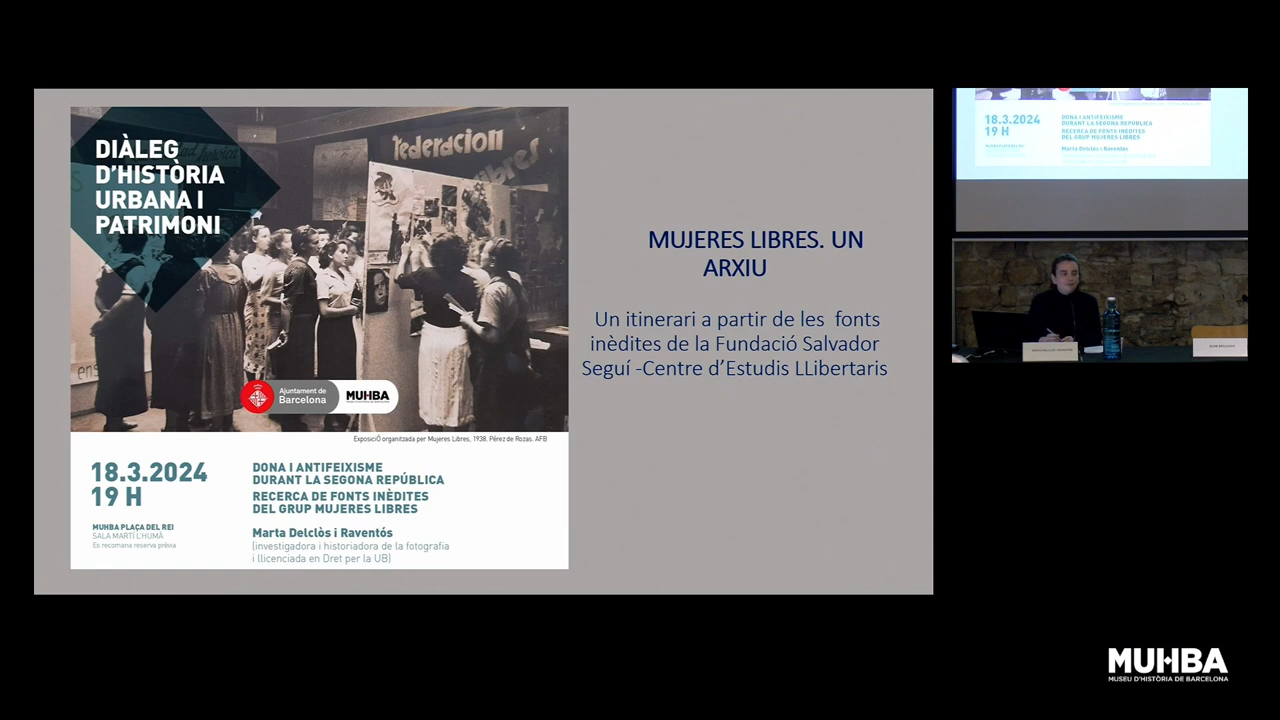 DIÀLEG
D'HISTÒRIA
URBANA I
PATRIMONI
federacion
libres
Ajuntament de
Barcelona
MUHBA
MUSEU D'HISTÒRIA DE BARCELONA
ExposiciÓ organitzada per Mujeres Libres, 1938. Pérez de Rozas. AFB
18.3.2024
19 H
MUHBA PLAÇA DEL REI
SALA MARTÍ L'HUMÀ
Es recomana reserva prèvia
DONA I ANTIFEIXISME
DURANT LA SEGONA REPÚBLICA
RECERCA DE FONTS INÈDITES
DEL GRUP MUJERES LIBRES
Marta Delclòs i Raventós
(investigadora i historiadora de la fotografia
i llicenciada en Dret per la UB)
MUJERES LIBRES. UN
ARXIU
Un itinerari a partir de les fonts
inèdites de la Fundació Salvador
Seguí -Centre d'Estudis LLibertaris
18.3.2024
19 H
DONA I ANTIFEIXISME
DURANT LA SEGONA REPÚBLICA
RECERCA DE FONTS INÈDITES
DEL GRUP MUJERES LIBRES
Marta Delclòs i Raventós
MUHBA
MUSEU D'HISTÒRIA DE BARCELONA